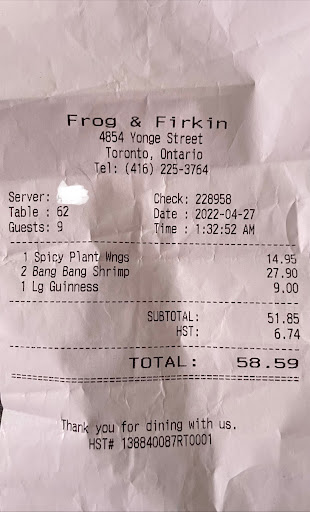 Frog & Firkin
4854 Yonge Street
Toronto, Ontario
Tel: (416) 225-3764
Server: Check: 228958
Table : 62 Date : 2022-04-27
Guests: 9 Time : 1:32:52 AM
1 Spicy Plant Wngs 14.95
2 Bang Bang Shrimp 27.90
1 Lg Guinness 9.00
SUBTOTAL: 51.85
HST: 6.74
TOTAL: 58.59
Thank you for dining with us.
HST# 138840087RT0001